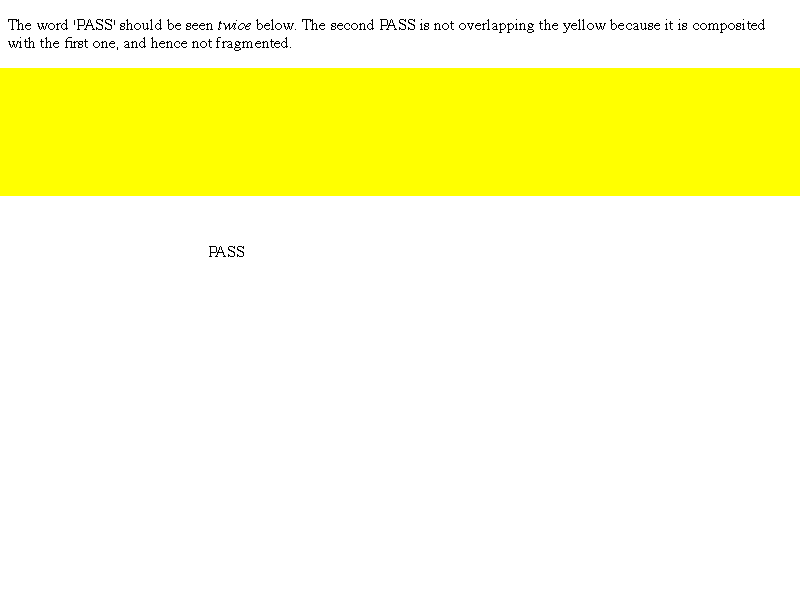 The word 'PASS' should be seen twice below. The second PASS is not overlapping the yellow because it is composited
with the first one, and hence not fragmented.
PASS